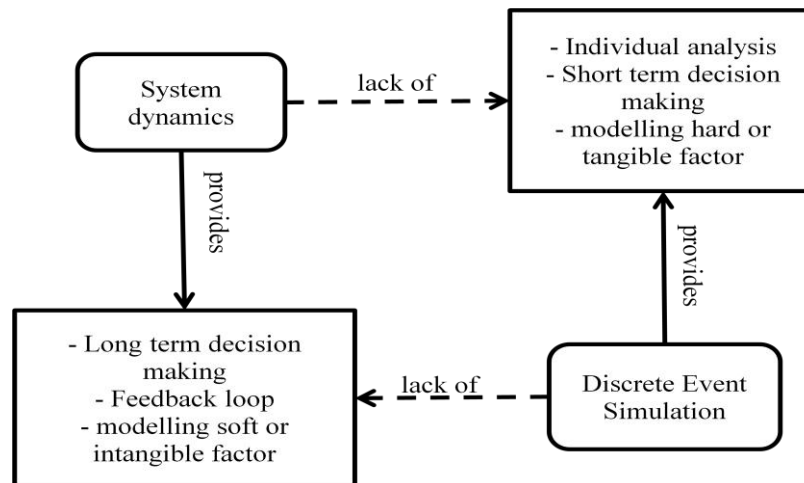 System
dynamics
lack of
- Individual analysis
- Short term decision
making
- modelling hard or
tangible factor
provides
provides
- Long term decision
making
- Feedback loop
- modelling soft or
intangible factor
lack of
Discrete Event
Simulation